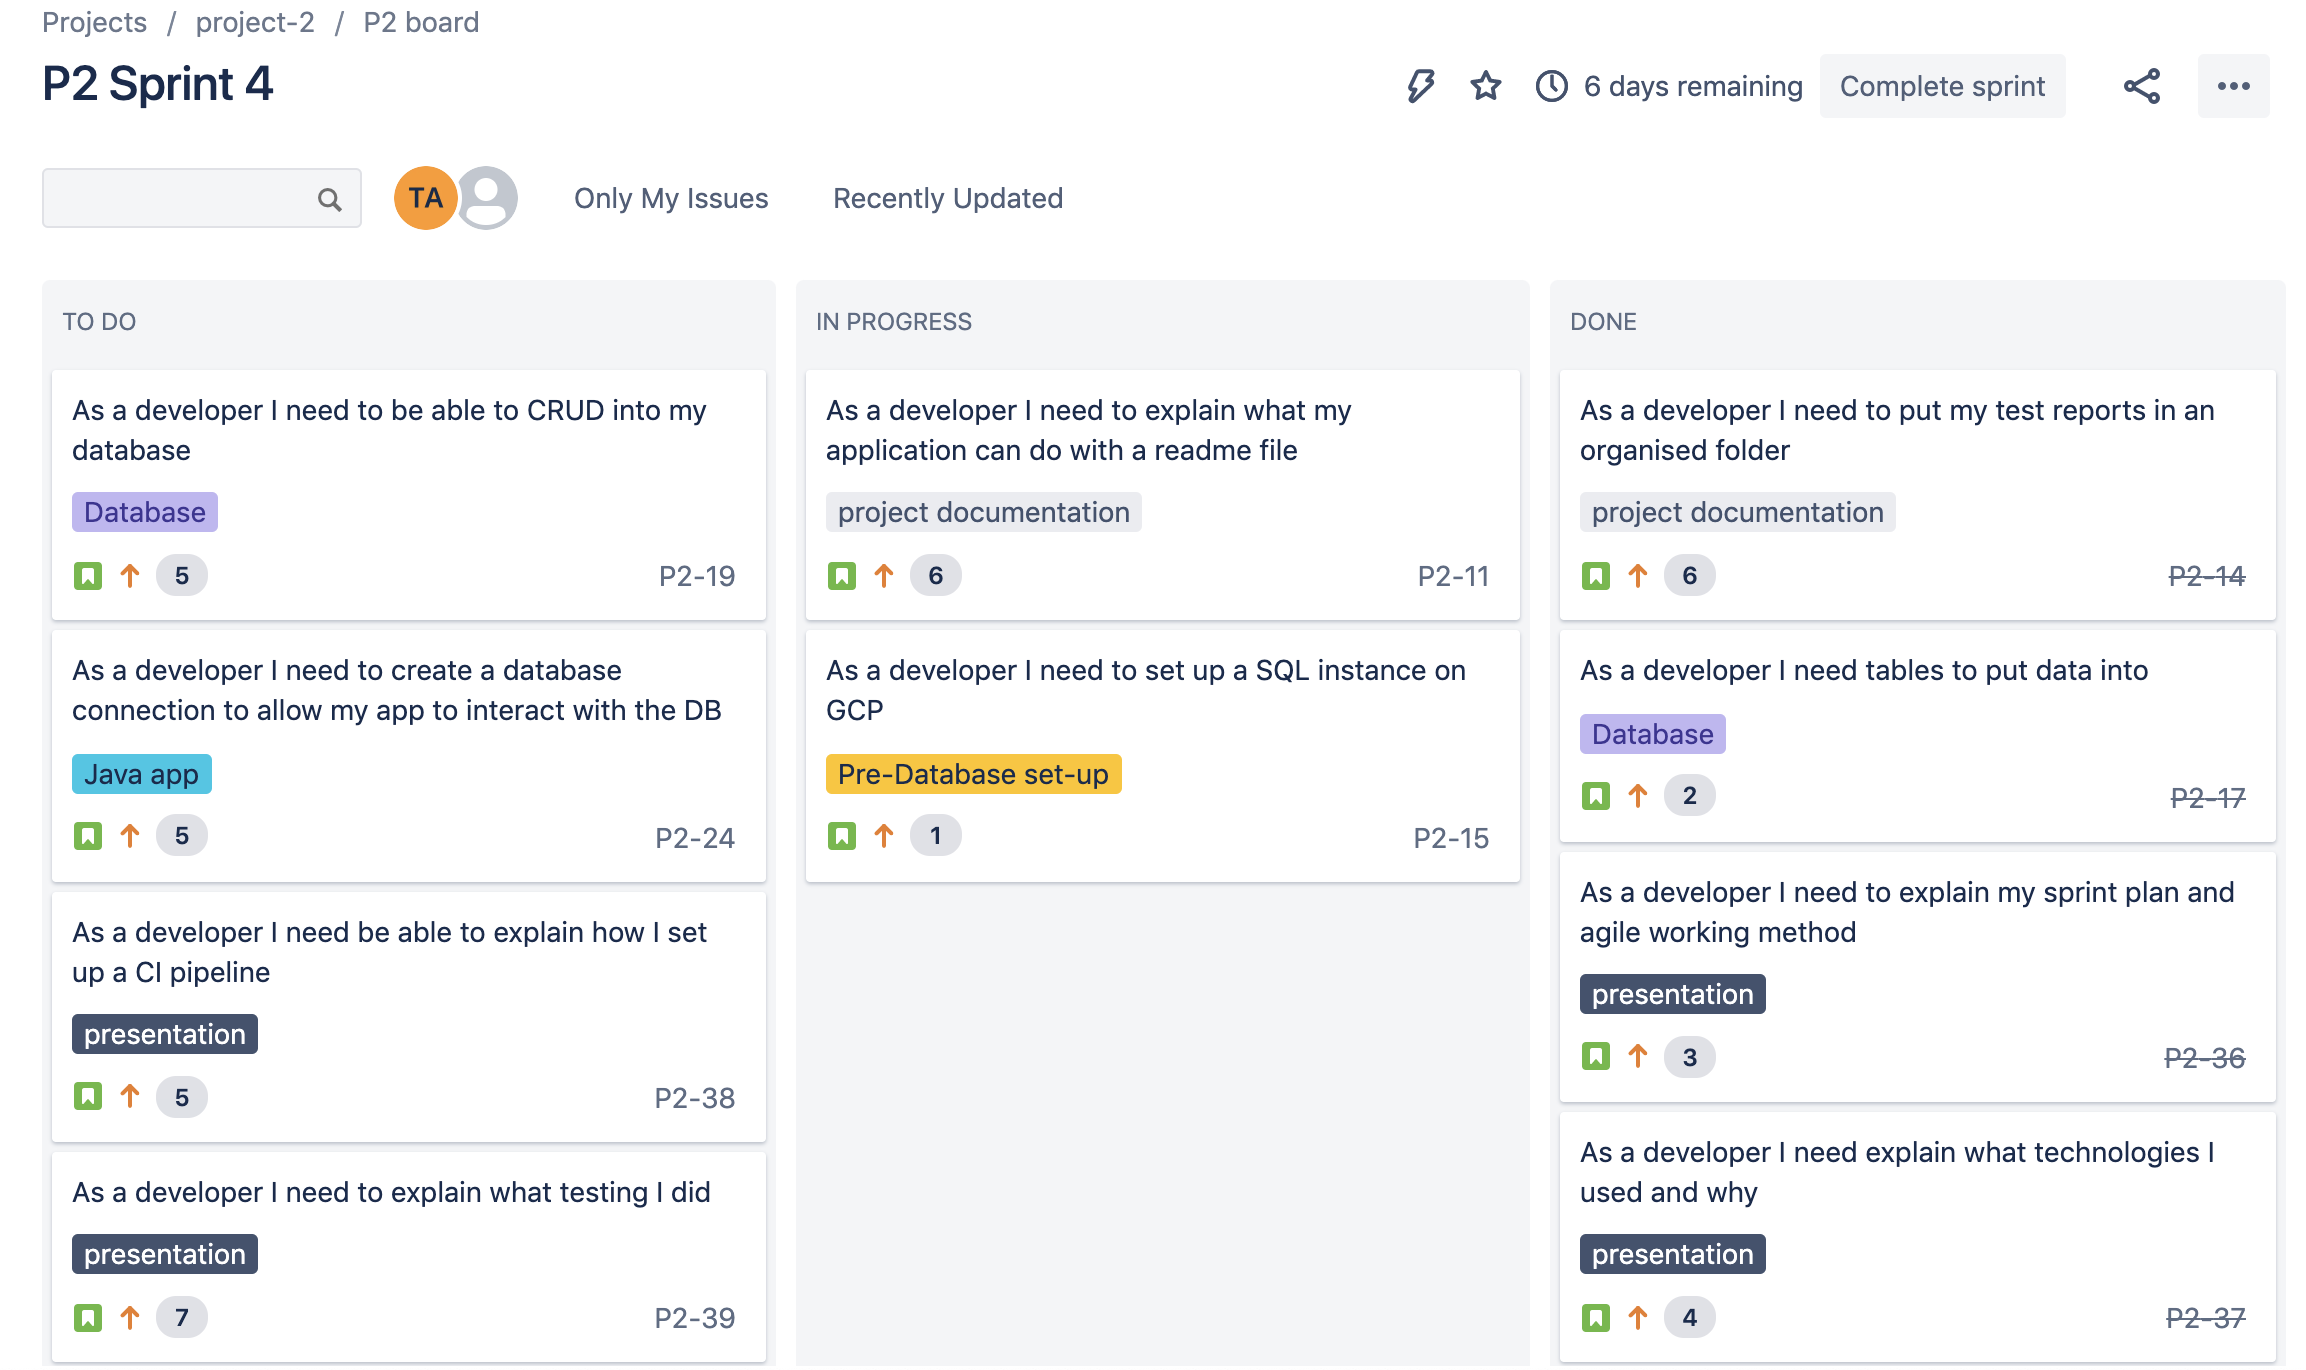 Projects / project-2 / P2 board
P2 Sprint 4
6 days remaining
Complete sprint
TA
Only My Issues
Recently Updated
TO DO
As a developer I need to be able to CRUD into my
database
Database
5
P2-19
As a developer I need to create a database
connection to allow my app to interact with the DB
Java app
5
P2-24
As a developer I need be able to explain how I set
up a CI pipeline
presentation
5
P2-38
As a developer I need to explain what testing I did
presentation
7
P2-39
IN PROGRESS
As a developer I need to explain what my
application can do with a readme file
project documentation
6
P2-11
As a developer I need to set up a SQL instance on
GCP
Pre-Database set-up
1
P2-15
DONE
As a developer I need to put my test reports in an
organised folder
project documentation
6
P2-14
As a developer I need tables to put data into
Database
2
P2-17
As a developer I need to explain my sprint plan and
agile working method
presentation
3
P2-36
As a developer I need explain what technologies I
used and why
presentation
4
P2-37